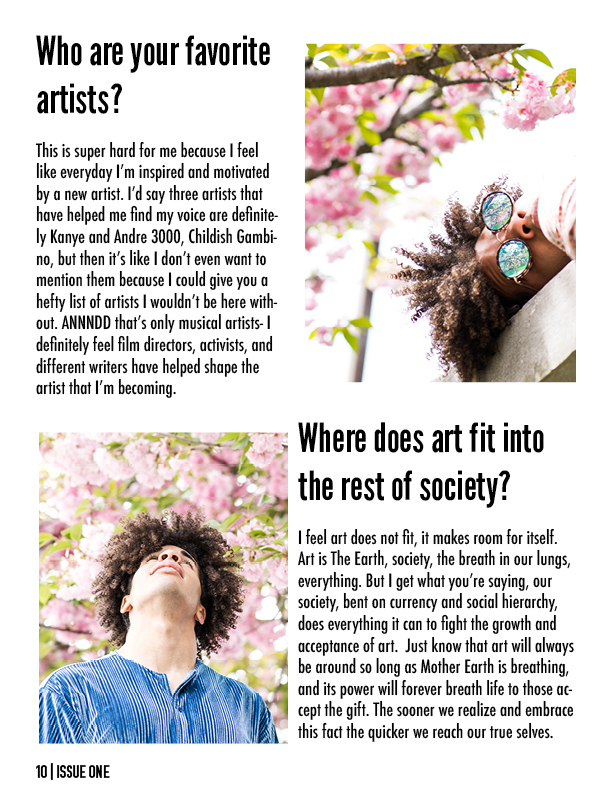 Who are your favorite
artists?
This is super hard for me because I feel
like everyday I'm inspired and motivated
by a new artist. I'd say three artists that
have helped me find my voice are definite-
ly Kanye and Andre 3000, Childish Gambi-
no, but then it's like I don't even want to
mention them because I could give you a
hefty list of artists I wouldn't be here with-
out. ANNNDD that's only musical artists- I
definitely feel film directors, activists, and
different writers have helped shape the
artist that I'm becoming.
Where does art fit into
the rest of society?
I feel art does not fit, it makes room for itself.
Art is The Earth, society, the breath in our lungs,
everything. But I get what you're saying, our
society, bent on currency and social hierarchy,
does everything it can to fight the growth and
acceptance of art.  Just know that art will always
be around so long as Mother Earth is breathing,
and its power will forever breath life to those ac-
cept the gift. The sooner we realize and embrace
this fact the quicker we reach our true selves.
10 | ISSUE ONE